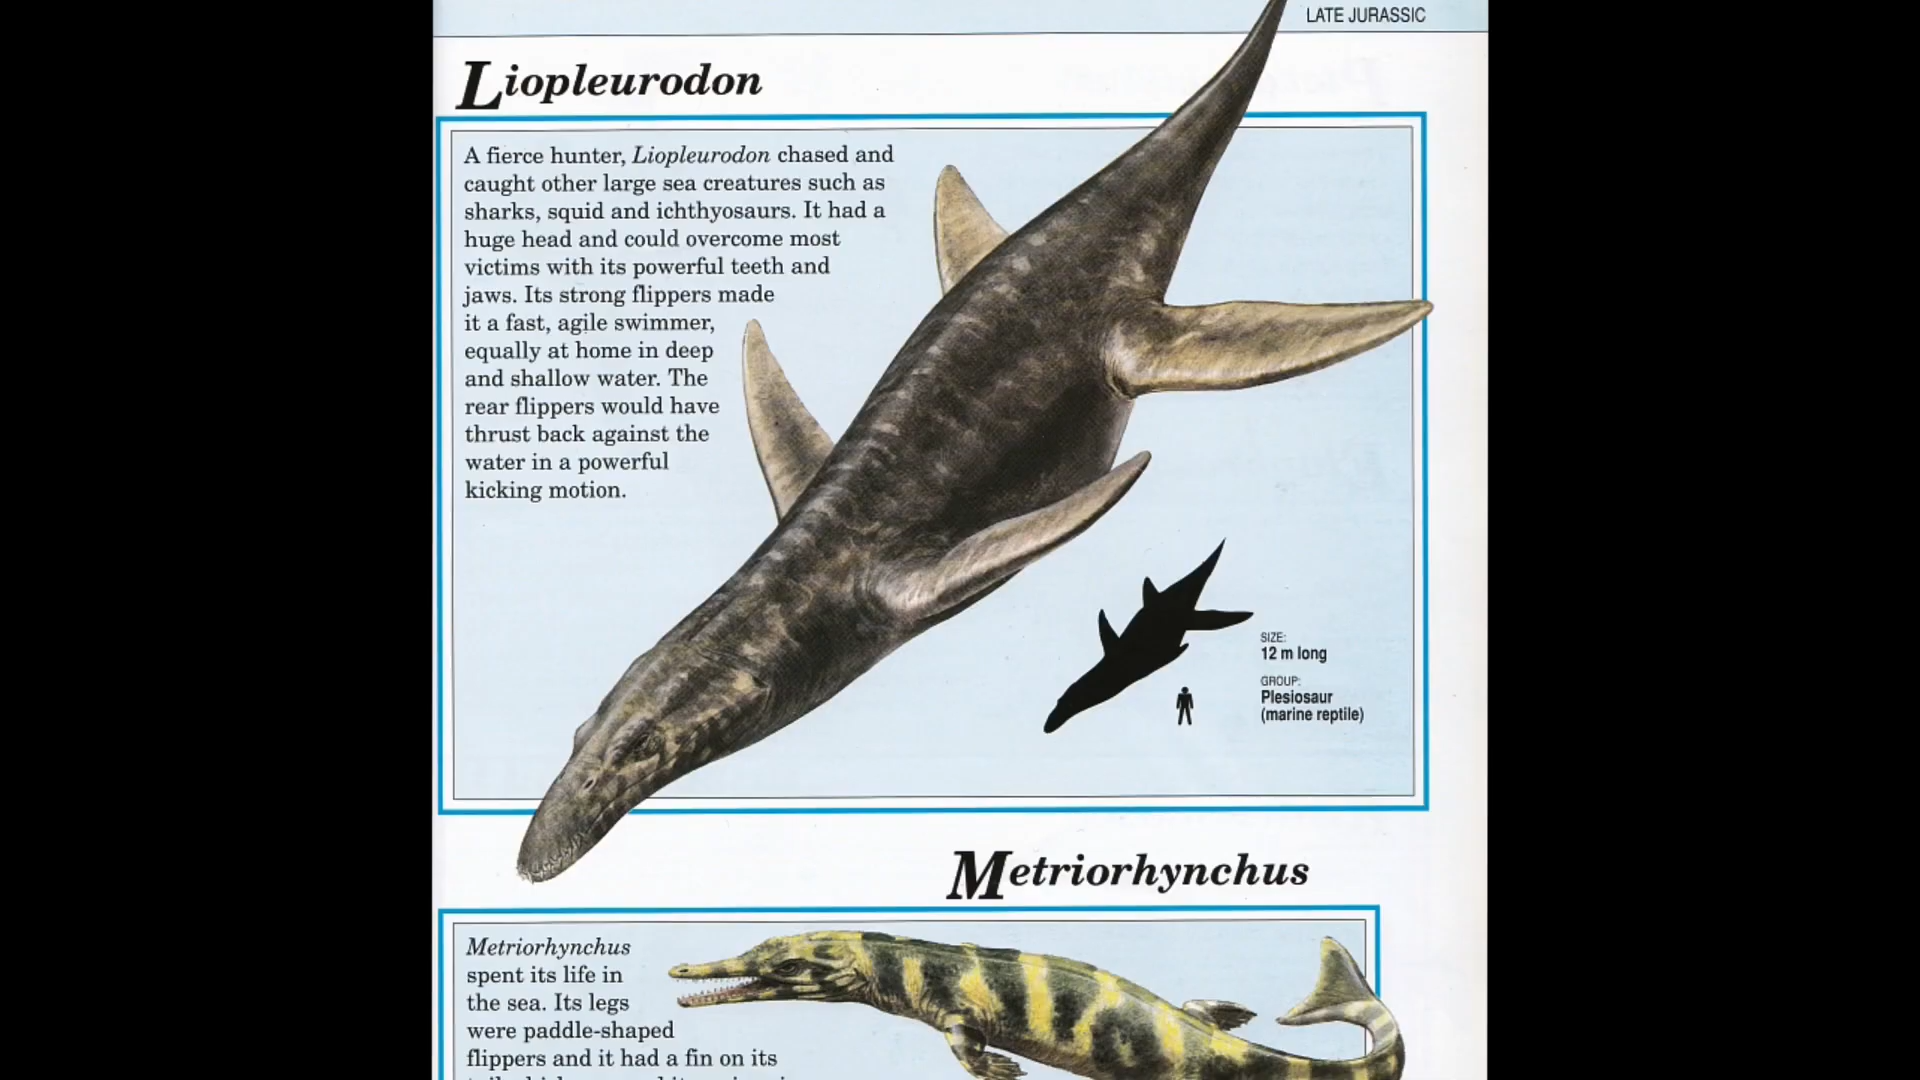 LATE JURASSIC
Liopleurodon
A fierce hunter, Liopleurodon chased and
caught other large sea creatures such as
sharks, squid and ichthyosaurs. It had a
huge head and could overcome most
victims with its powerful teeth and
jaws. Its strong flippers made
it a fast, agile swimmer,
equally at home in deep
and shallow water. The
rear flippers would have
thrust back against the
water in a powerful
kicking motion.
SIZE:
12 m long
GROUP:
Plesiosaur
(marine reptile)
Metriorhynchus
Metriorhynchus
spent its life in
the sea. Its legs
were paddle-shaped
flippers and it had a fin on its